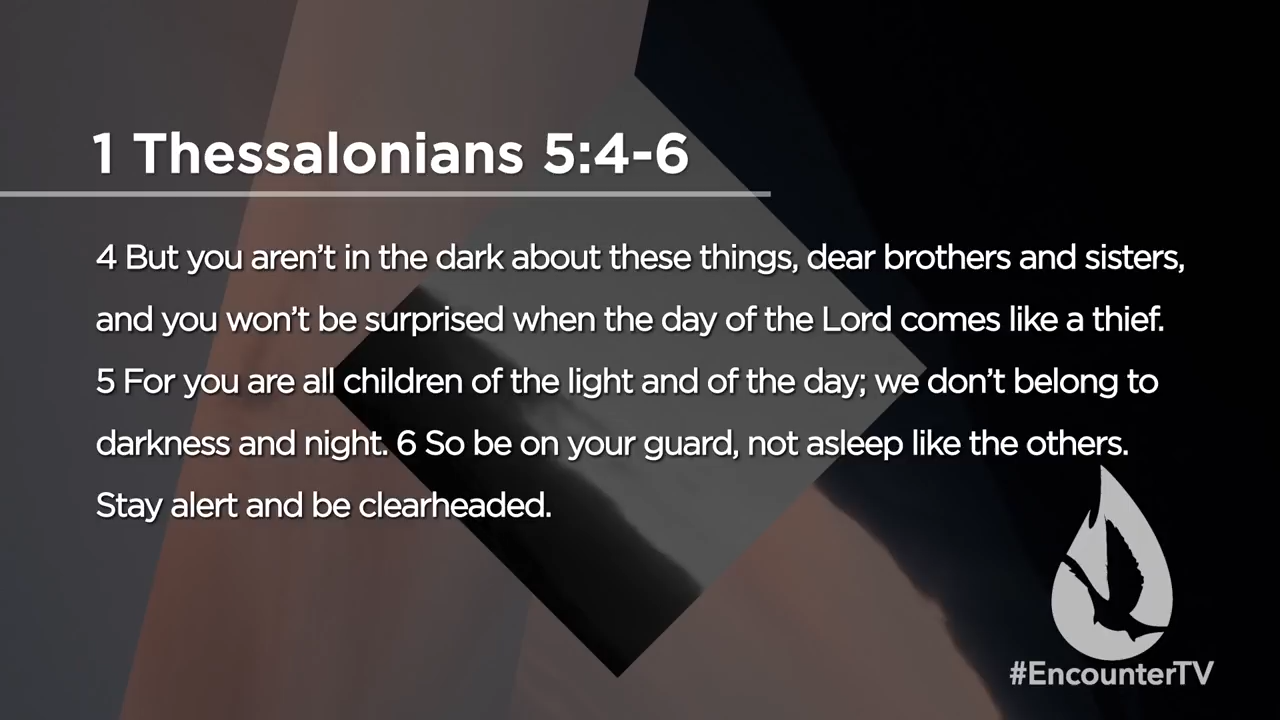 1 Thessalonians 5:4-6
4 But you aren’t in the dark about these things, dear brothers and sisters,
and you won’t be surprised when the day of the Lord comes like a thief.
5 For you are all children of the light and of the day; we don’t belong to
darkness and night. 6 So be on your guard, not asleep like the others.
Stay alert and be clearheaded.
#EncounterTV